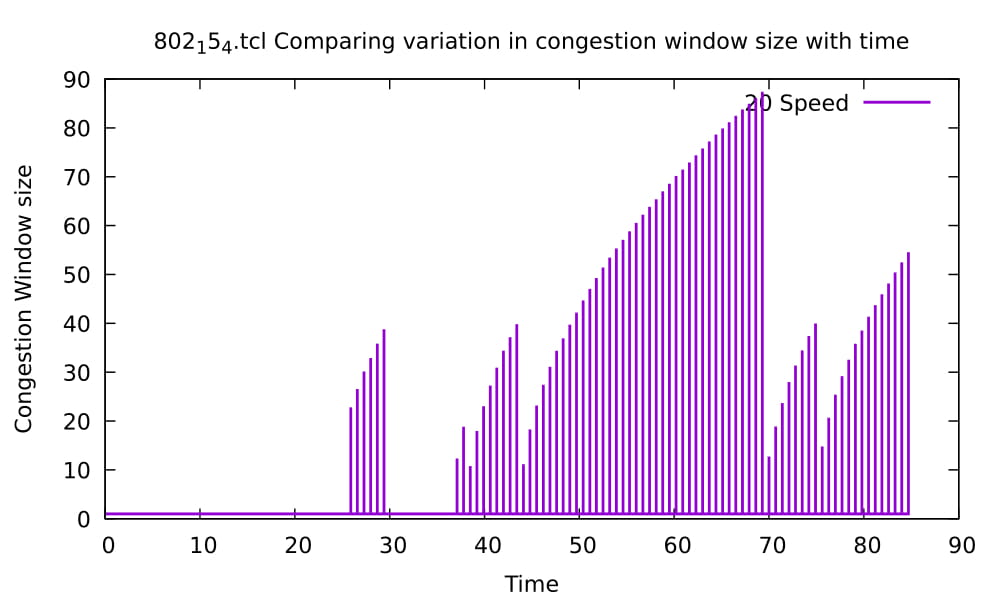 802₁5₄.tcl Comparing variation in congestion window size with time
20 Speed
Congestion Window size
90
80
70
60
50
40
30
20
10
0
0 10 20 30 40 50 60 70 80 90
Time